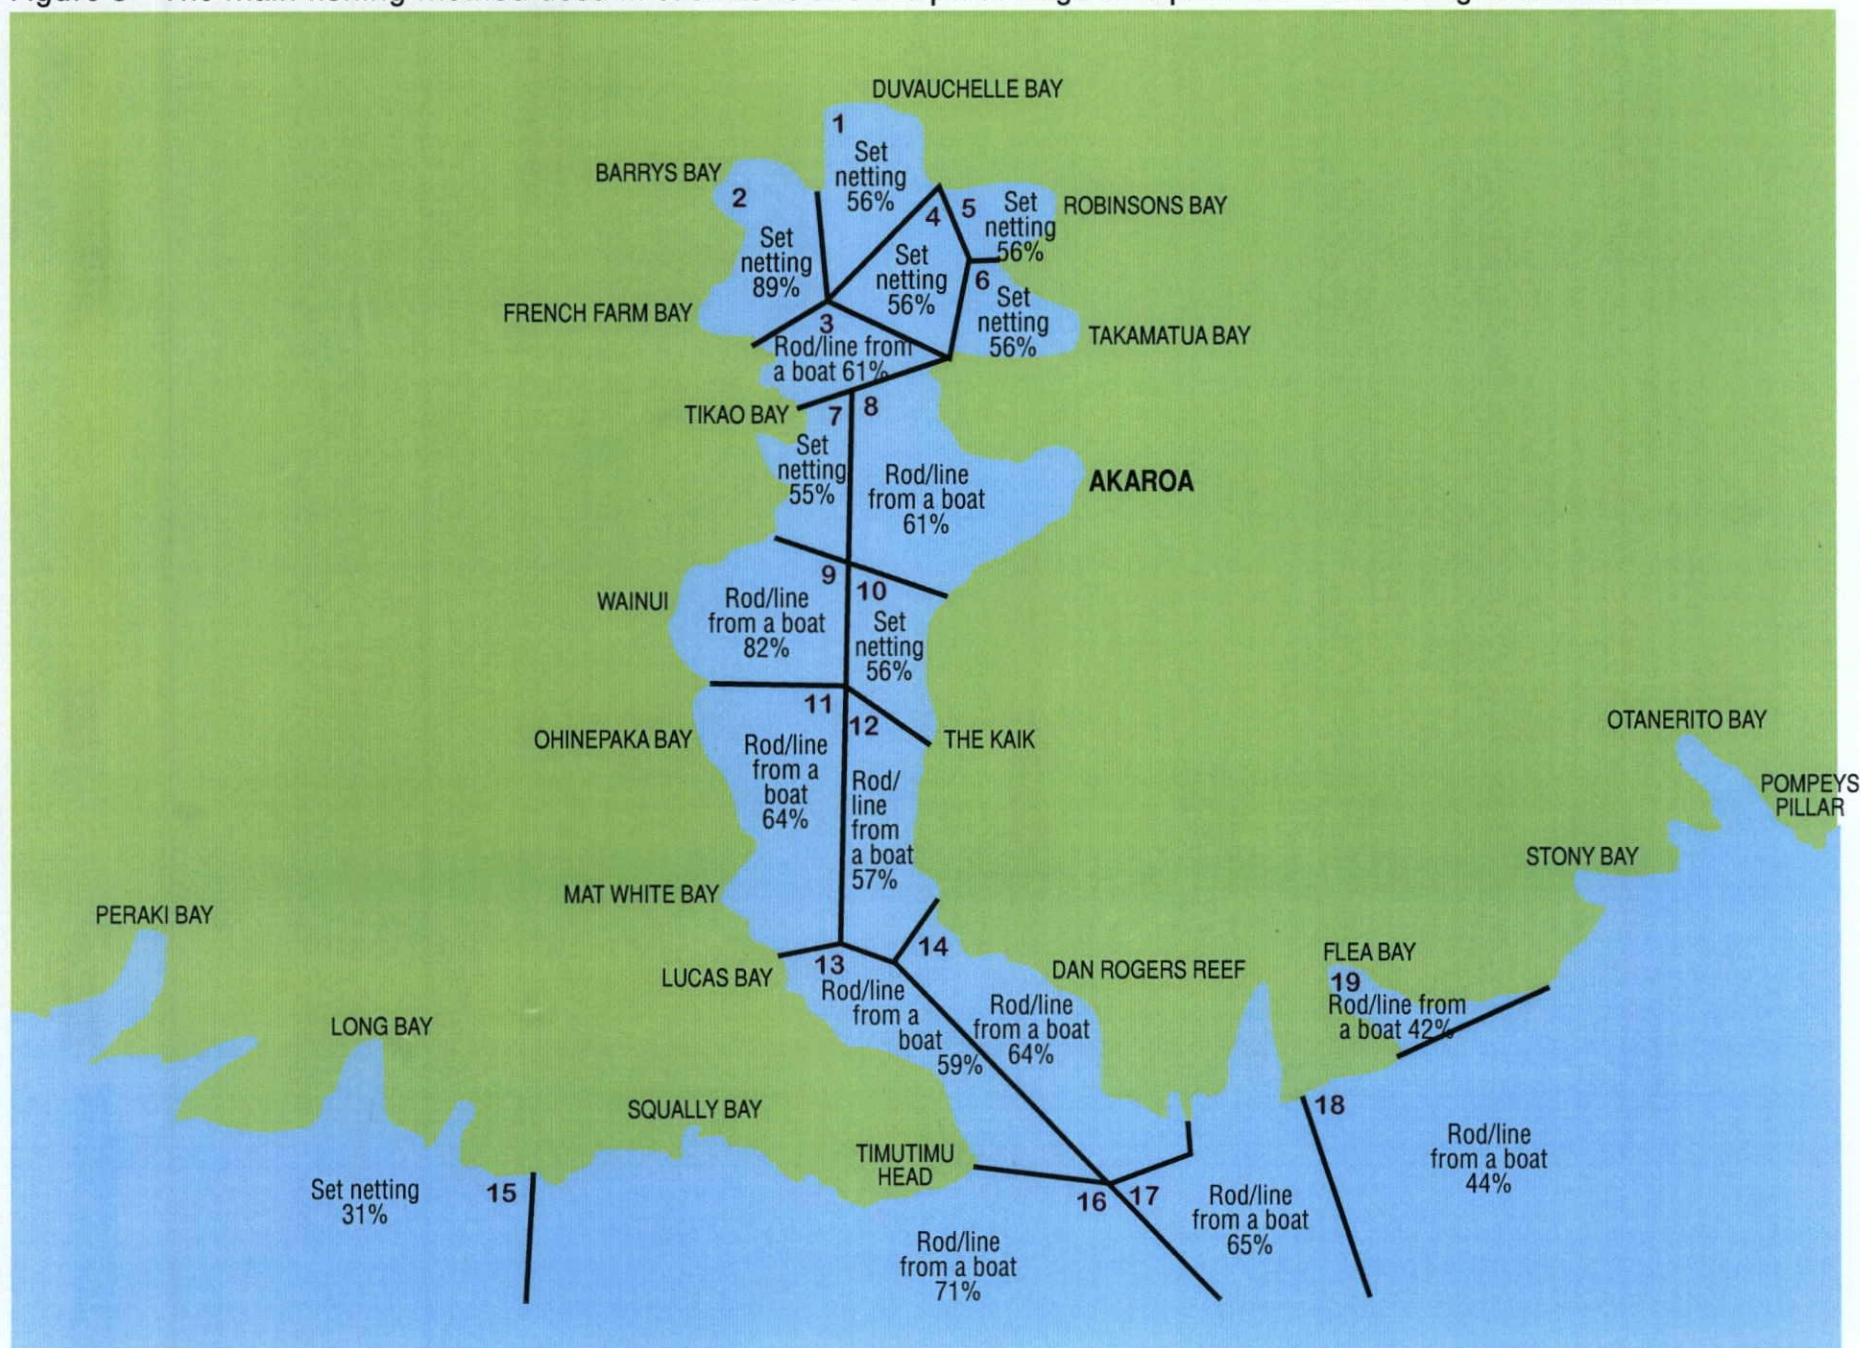 DUVAUCHELLE BAY
1
Set
netting
56%
BARRYS BAY
2
Set
netting
89%
4
Set
netting
56%
5
Set
netting
56%
ROBINSONS BAY
6
Set
netting
56%
TAKAMATUA BAY
FRENCH FARM BAY
3
Rod/line from
a boat 61%
TIKAO BAY
7
Set
netting
55%
8
Rod/line
from a boat
61%
AKAROA
WAINUI
9
Rod/line
from a boat
82%
10
Set
netting
56%
OHINEPAKA BAY
11
Rod/line
from a
boat
64%
12
Rod/
line
from
a boat
57%
THE KAIK
OTANERITO BAY
POMPEYS
PILLAR
STONY BAY
MAT WHITE BAY
PERAKI BAY
LUCAS BAY
13
Rod/line
from a
boat
59%
14
Rod/line
from a boat
64%
DAN ROGERS REEF
FLEA BAY
19
Rod/line from
a boat 42%
LONG BAY
SQUALLY BAY
TIMUTIMU
HEAD
Set netting
31%
15
16
Rod/line
from a boat
71%
17
Rod/line
from a boat
65%
18
Rod/line
from a boat
44%